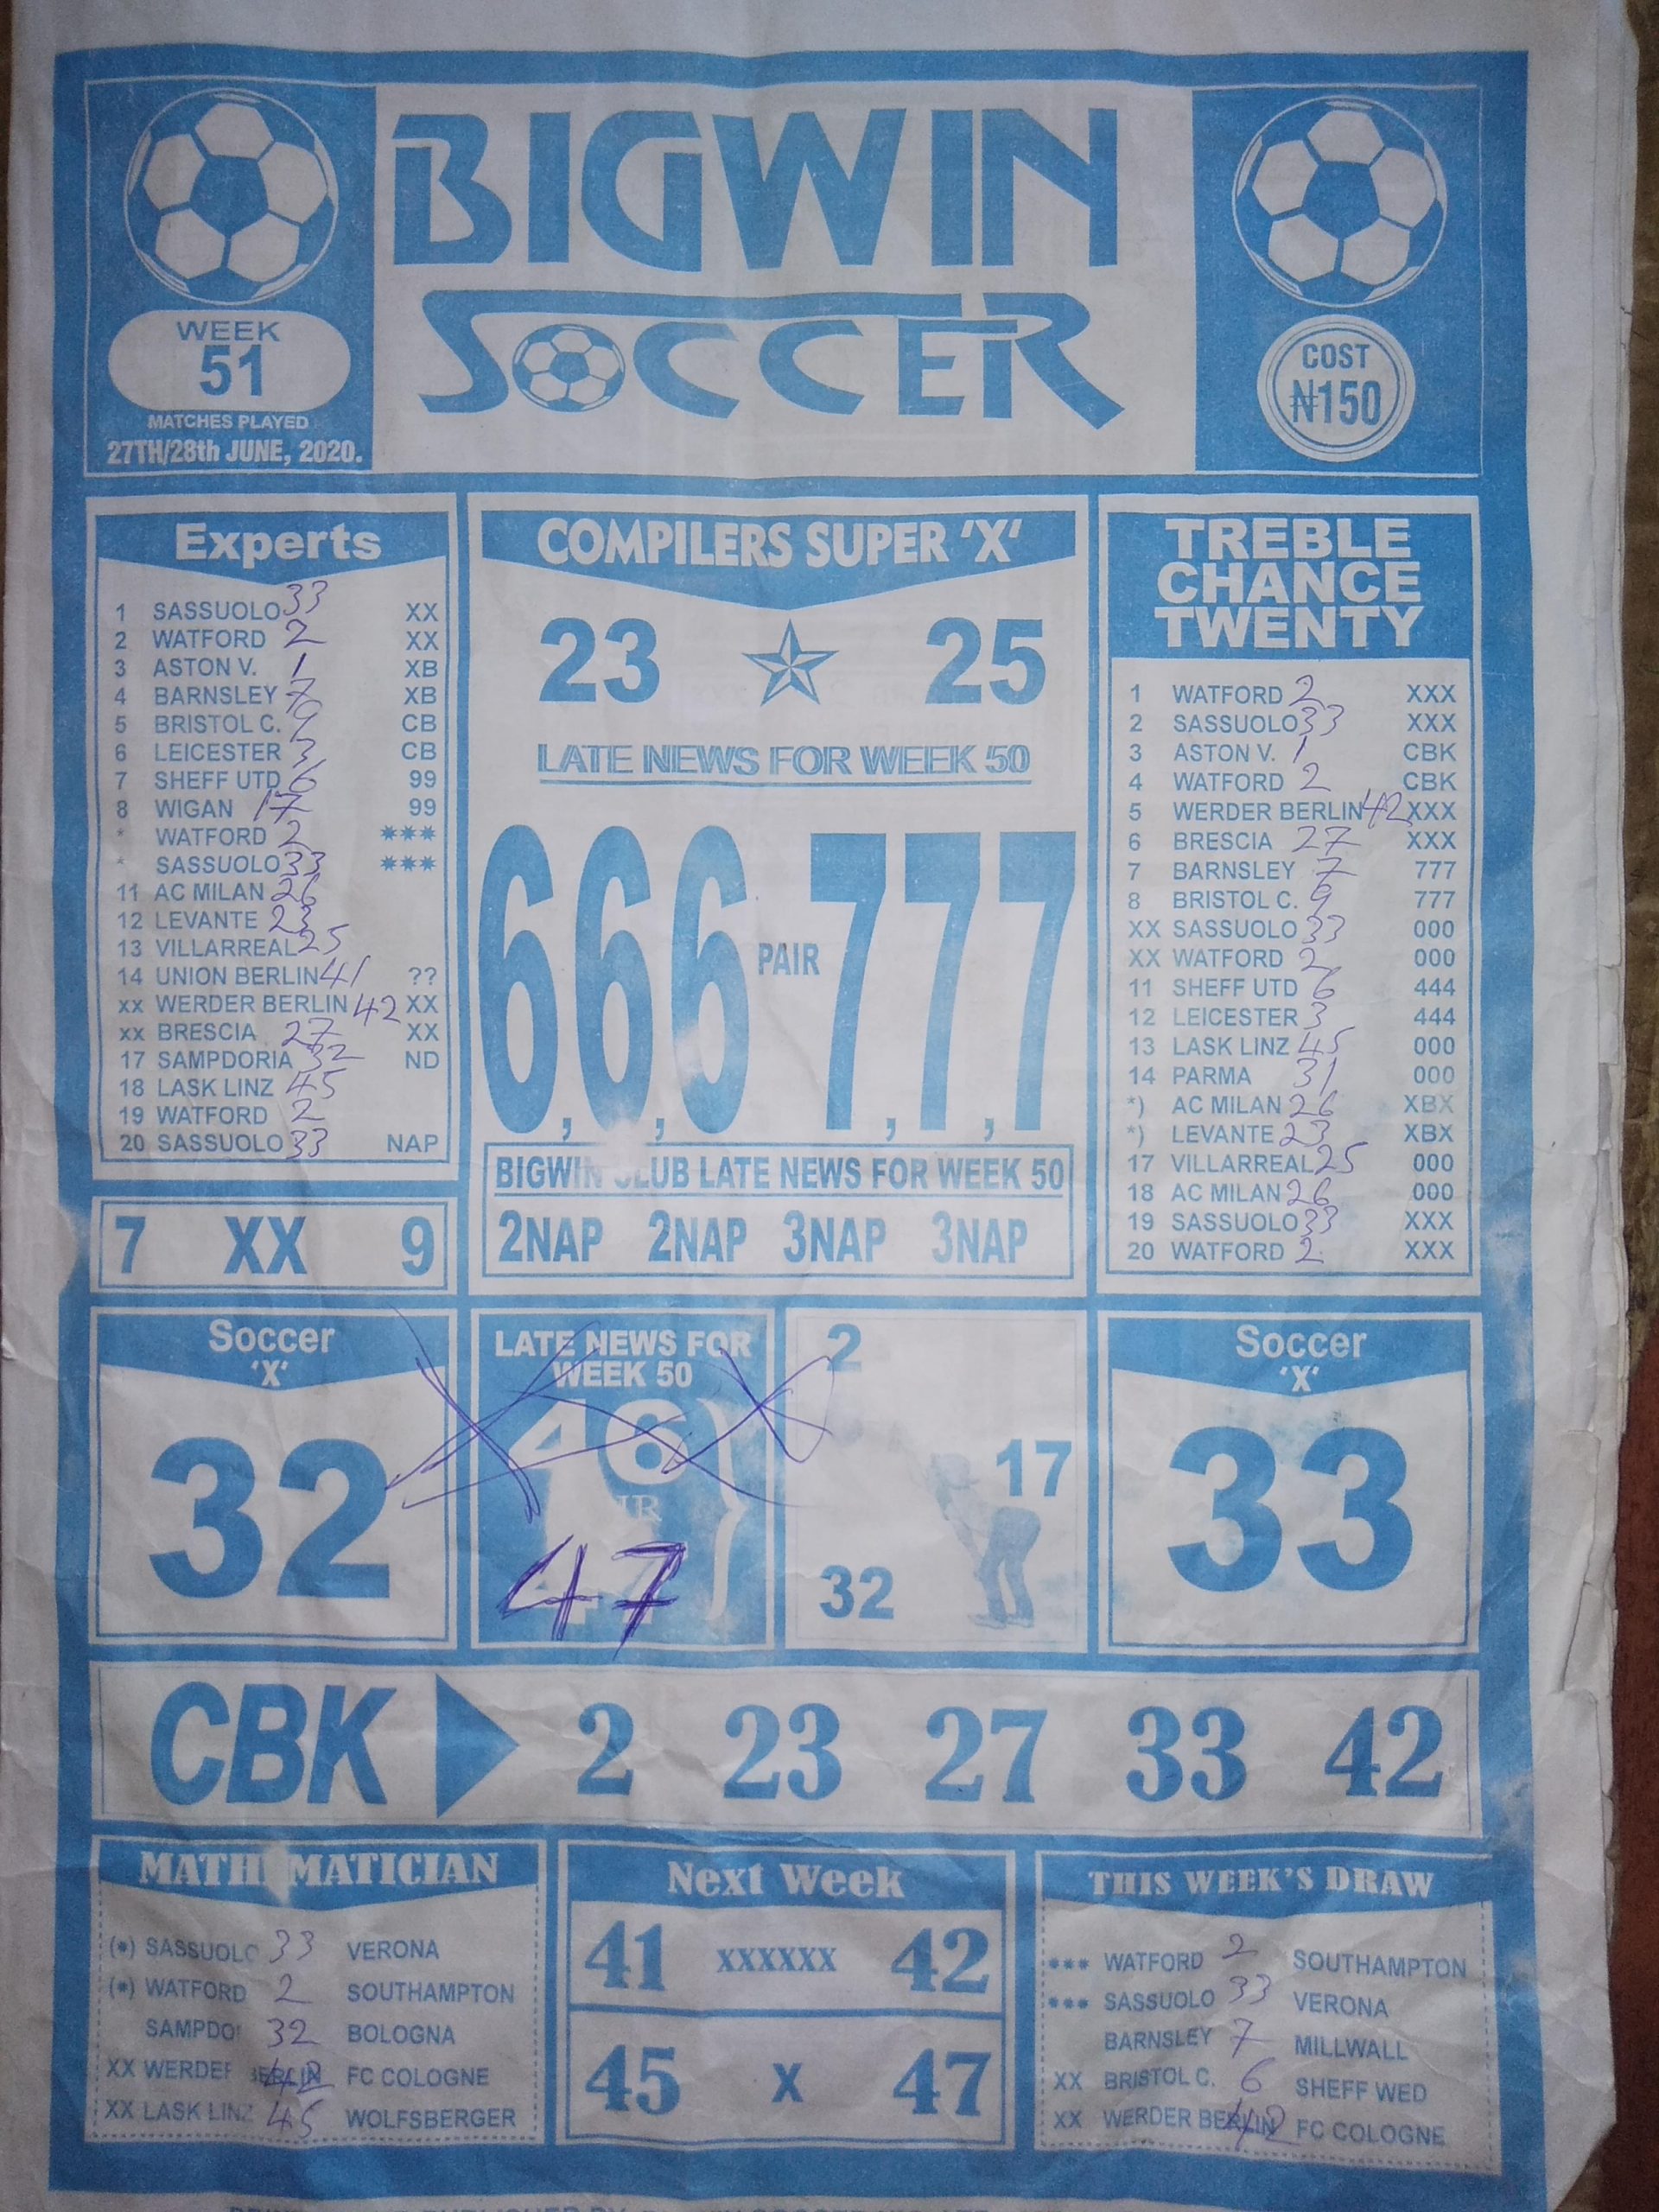 BIGWIN
SOCCER
WEEK
51
MATCHES PLAYED
27TH/28th JUNE, 2020.
COST
₦150
Experts
1 SASSUOLO 33 XX
2 WATFORD 2 XX
3 ASTON V. 1 XB
4 BARNSLEY 7 XB
5 BRISTOL C. 9 CB
6 LEICESTER 3 CB
7 SHEFF UTD 6 99
8 WIGAN 17 99
* WATFORD 2 ***
* SASSUOLO 33 ***
11 AC MILAN 26
12 LEVANTE 23
13 VILLARREAL 25
14 UNION BERLIN 41 ??
xx WERDER BERLIN 42 XX
xx BRESCIA 27 XX
17 SAMPDORIA 32 ND
18 LASK LINZ 45
19 WATFORD 2
20 SASSUOLO 33 NAP
7 XX 9
COMPILERS SUPER 'X'
23 25
LATE NEWS FOR WEEK 50
6,6,6 PAIR 7,7,7
BIGWIN CLUB LATE NEWS FOR WEEK 50
2NAP 2NAP 3NAP 3NAP
TREBLE
CHANCE
TWENTY
1 WATFORD 2 XXX
2 SASSUOLO 33 XXX
3 ASTON V. 1 CBK
4 WATFORD 2 CBK
5 WERDER BERLIN 42 XXX
6 BRESCIA 27 XXX
7 BARNSLEY 7 777
8 BRISTOL C. 9 777
XX SASSUOLO 33 000
XX WATFORD 2 000
11 SHEFF UTD 6 444
12 LEICESTER 3 444
13 LASK LINZ 45 000
14 PARMA 31 000
*) AC MILAN 26 XBX
*) LEVANTE 23 XBX
17 VILLARREAL 25 000
18 AC MILAN 26 000
19 SASSUOLO 33 XXX
20 WATFORD 2 XXX
Soccer
'X'
32
LATE NEWS FOR
WEEK 50
46
47
2
17
32
Soccer
'X'
33
CBK 2 23 27 33 42
MATHEMATICIAN
(*) SASSUOLO 33 VERONA
(*) WATFORD 2 SOUTHAMPTON
SAMPDO 32 BOLOGNA
XX WERDER BERLIN 42 FC COLOGNE
XX LASK LINZ 45 WOLFSBERGER
Next Week
41 XXXXXX 42
45 X 47
THIS WEEK'S DRAW
*** WATFORD 2 SOUTHAMPTON
*** SASSUOLO 33 VERONA
BARNSLEY 7 MILLWALL
XX BRISTOL C. 6 SHEFF WED
XX WERDER BERLIN 42 FC COLOGNE